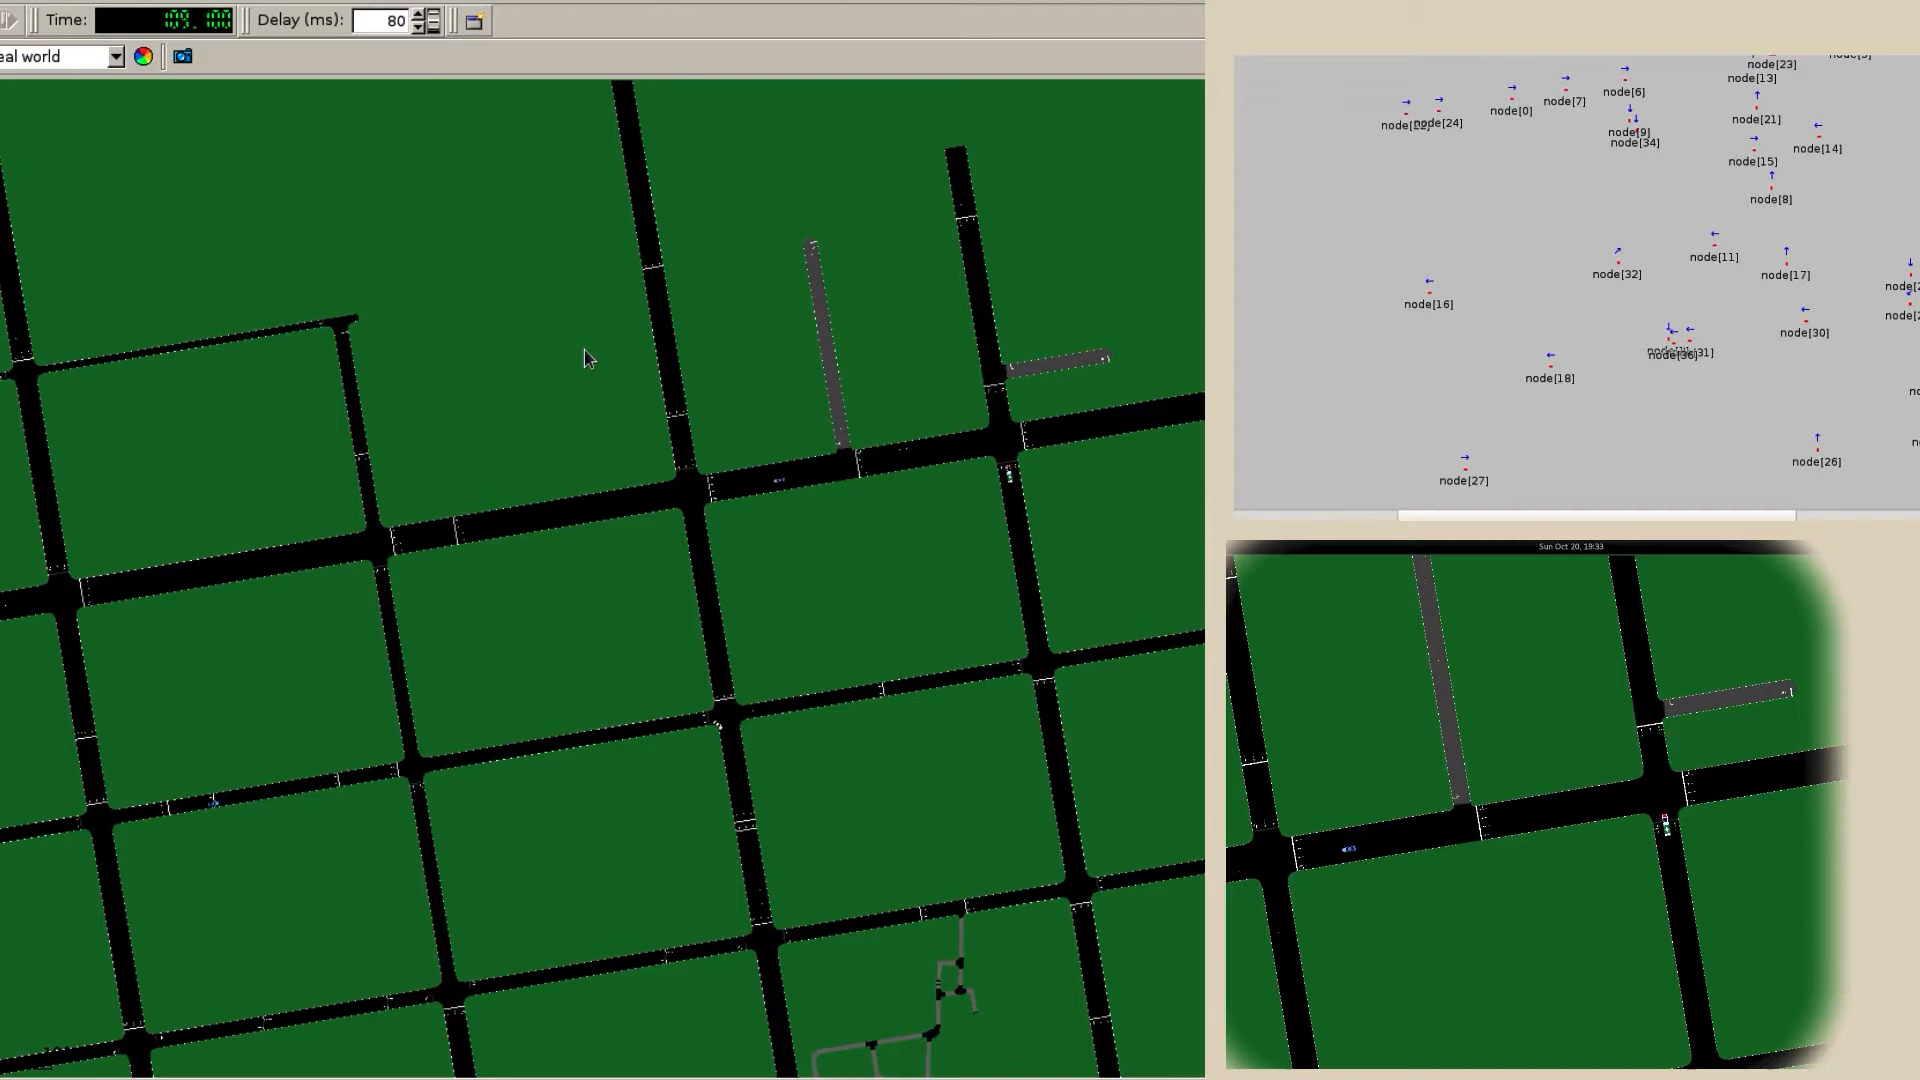 Time:
Delay (ms): 80
eal world
node[23]
node[13]
node[6]
node[7]
node[0]
node[24]
node[21]
node[9]
node[34]
node[14]
node[15]
node[8]
node[11]
node[32]
node[17]
node[16]
node[30]
node[18]
node[26]
node[27]
Sun Oct 20, 19:33